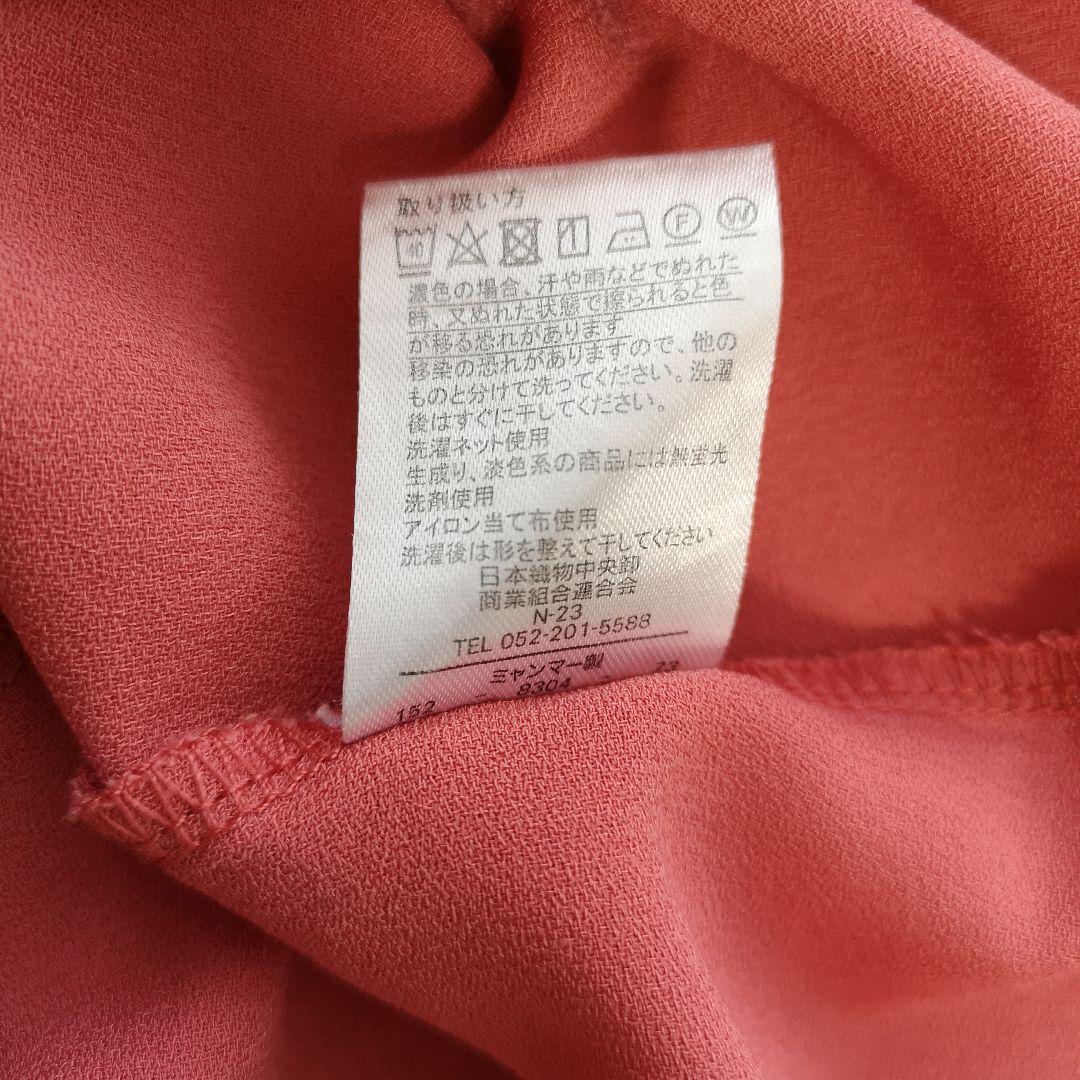 取り扱い方
40 F W
濃色の場合、汗や雨などでぬれた
時、又ぬれた状態で擦られると色
が移る恐れがあります
移染の恐れがありますので、他の
ものと分けて洗ってください。洗濯
後はすぐに干してください。
洗濯ネット使用
生成り、淡色系の商品には無蛍光
洗剤使用
アイロン当て布使用
洗濯後は形を整えて干してください
日本織物中央卸
商業組合連合会
N-23
TEL 052-201-5588
ミャンマー製
152 - 8304 - 23